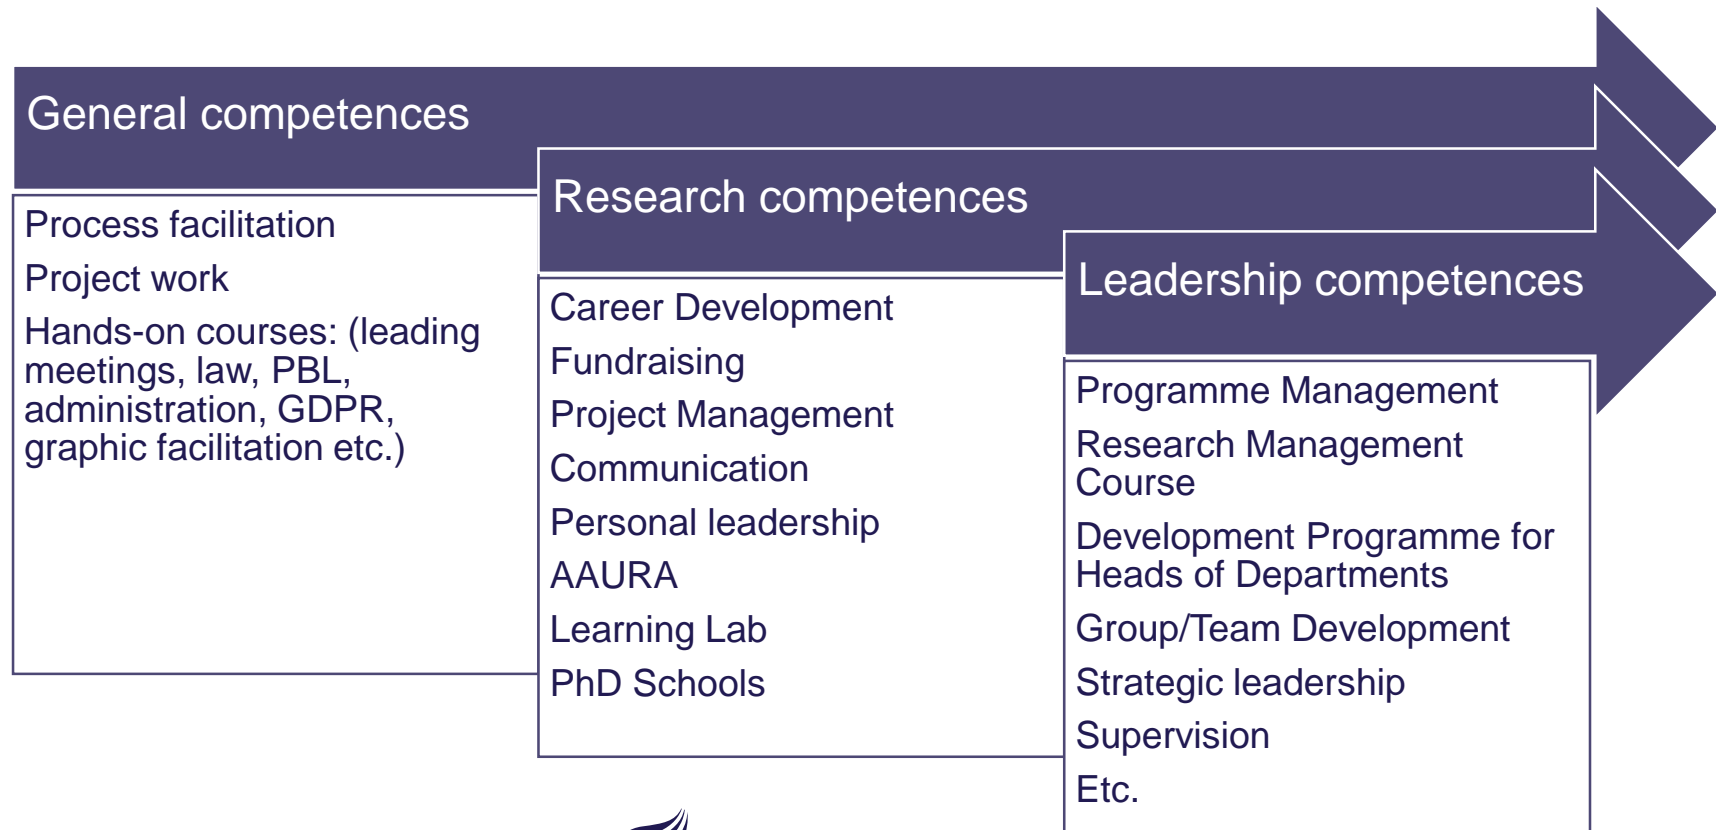 General competences
Process facilitation
Project work
Hands-on courses: (leading
meetings, law, PBL,
administration, GDPR,
graphic facilitation etc.)
Research competences
Career Development
Fundraising
Project Management
Communication
Personal leadership
AAURA
Learning Lab
PhD Schools
Leadership competences
Programme Management
Research Management
Course
Development Programme for
Heads of Departments
Group/Team Development
Strategic leadership
Supervision
Etc.